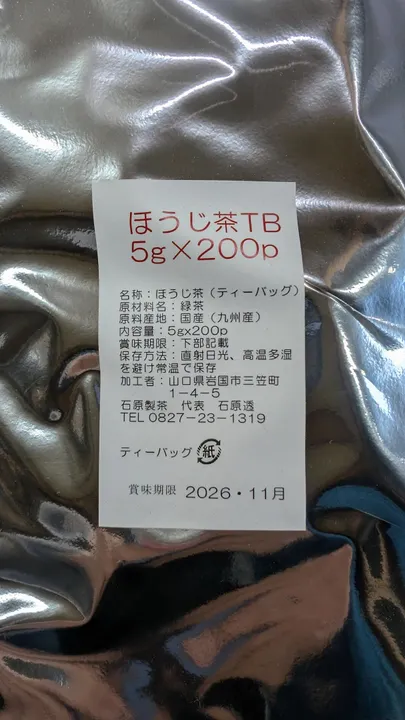 ほうじ茶TB
5g×200p
名称：ほうじ茶（ティーバッグ）
原材料名：緑茶
原料産地：国産（九州産）
内容量：5gx200p
賞味期限：下部記載
保存方法：直射日光、高温多湿
を避け常温で保存
加工者：山口県岩国市三笠町
1-4-5
石原製茶　代表　石原透
TEL 0827-23-1319
ティーバッグ 紙
賞味期限　2026・11月